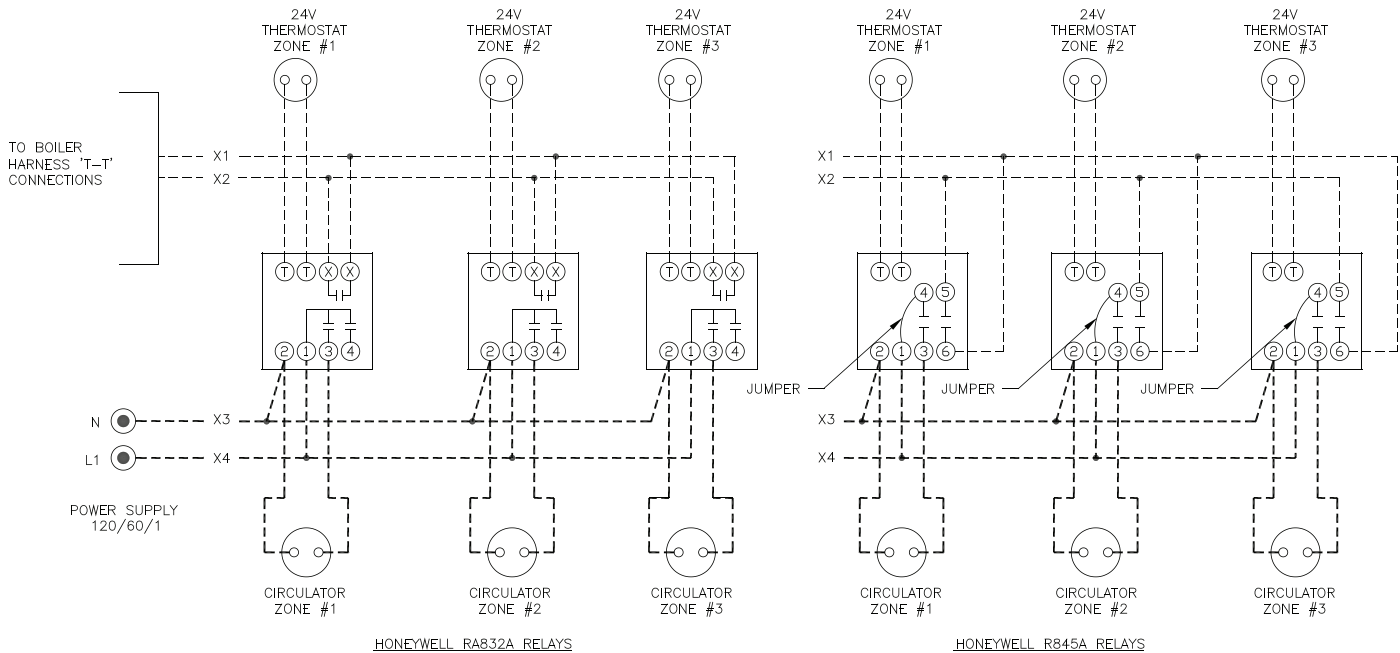 24V
THERMOSTAT
ZONE #1
24V
THERMOSTAT
ZONE #2
24V
THERMOSTAT
ZONE #3
24V
THERMOSTAT
ZONE #1
24V
THERMOSTAT
ZONE #2
24V
THERMOSTAT
ZONE #3
TO BOILER
HARNESS 'T-T'
CONNECTIONS
X1
X2
X1
X2
T T X X
T T X X
T T X X
T T
T T
T T
4 5
4 5
4 5
2 1 3 4
2 1 3 4
2 1 3 4
2 1 3 6
2 1 3 6
2 1 3 6
JUMPER
JUMPER
JUMPER
N
X3
X3
L1
X4
X4
POWER SUPPLY
120/60/1
CIRCULATOR
ZONE #1
CIRCULATOR
ZONE #2
CIRCULATOR
ZONE #3
CIRCULATOR
ZONE #1
CIRCULATOR
ZONE #2
CIRCULATOR
ZONE #3
HONEYWELL RA832A RELAYS
HONEYWELL R845A RELAYS